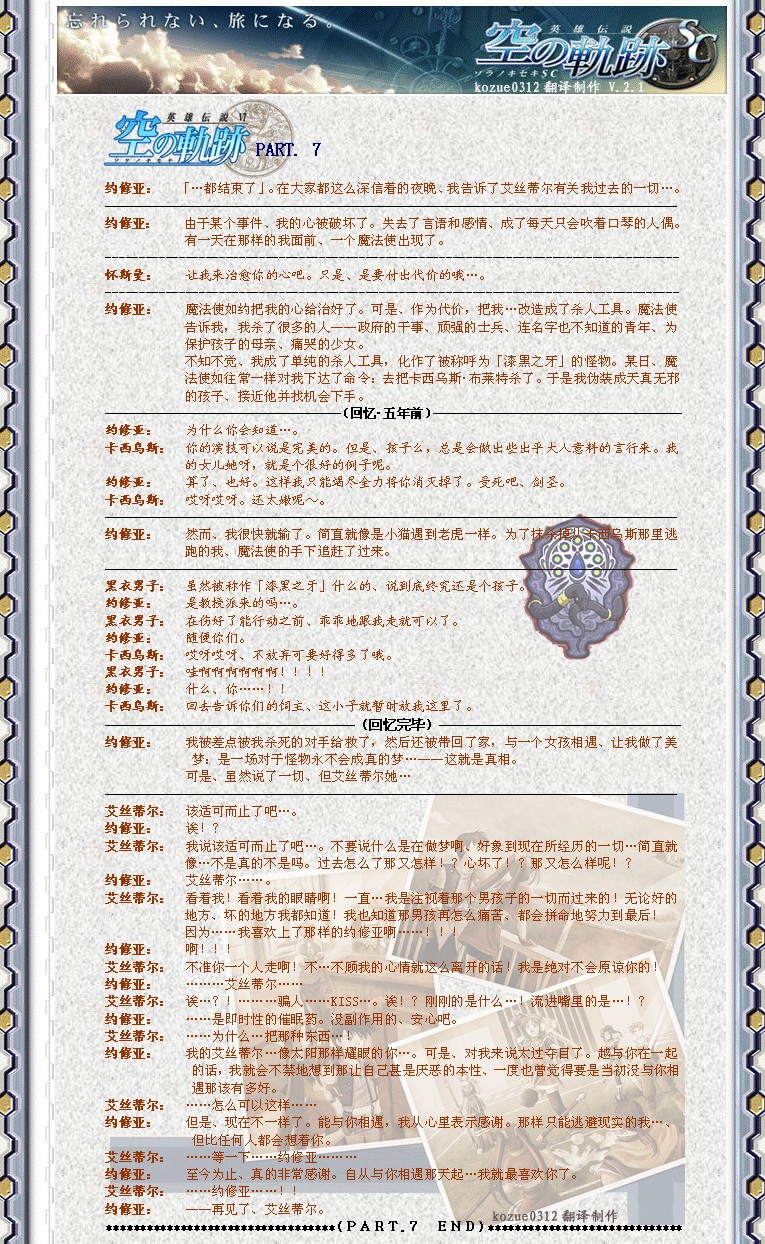 忘れられない、旅になる。
英雄伝説
空の軌跡SC
ソラノキセキSC
kozue0312 翻译制作 V.2.1
英雄伝説VI
空の軌跡 PART. 7
约修亚： 「…都结束了」。在大家都这么深信着的夜晚、我告诉了艾丝蒂尔有关我过去的一切…。
约修亚： 由于某个事件、我的心被破坏了。失去了言语和感情、成了每天只会吹着口琴的人偶。
有一天在那样的我面前、一个魔法使出现了。
怀斯曼： 让我来治愈你的心吧。只是、是要付出代价的哦…。
约修亚： 魔法使如约把我的心给治好了。可是、作为代价，把我…改造成了杀人工具。魔法使
告诉我，我杀了很多的人——政府的干事、顽强的士兵、连名字也不知道的青年、为
保护孩子的母亲、痛哭的少女。
不知不觉、我成了单纯的杀人工具，化作了被称呼为「漆黑之牙」的怪物。某日、魔
法使如往常一样对我下达了命令：去把卡西乌斯·布莱特杀了。于是我伪装成天真无邪
的孩子、接近他并找机会下手。
（回忆·五年前）
约修亚： 为什么你会知道…。
卡西乌斯： 你的演技可以说是完美的。但是、孩子么，总是会做出些出乎大人意料的言行来。我
的女儿她呀，就是个很好的例子呢。
约修亚： 算了、也好。这样我只能竭尽全力将你消灭掉了。受死吧、剑圣。
卡西乌斯： 哎呀哎呀。还太嫩呢～。
约修亚： 然而、我很快就输了。简直就像是小猫遇到老虎一样。为了抹杀掉从卡西乌斯那里逃
跑的我、魔法使的手下追赶了过来。
黑衣男子： 虽然被称作「漆黑之牙」什么的、说到底终究还是个孩子。
约修亚： 是教授派来的吗…。
黑衣男子： 在伤好了能行动之前、乖乖地跟我走就可以了。
约修亚： 随便你们。
卡西乌斯： 哎呀哎呀、不放弃可要好得多了哦。
黑衣男子： 哇啊啊啊啊啊啊！！！！
约修亚： 什么、你……！！
卡西乌斯： 回去告诉你们的饲主、这小子就暂时放我这里了。
（回忆完毕）
约修亚： 我被差点被我杀死的对手给救了，然后还被带回了家，与一个女孩相遇、让我做了美
梦：是一场对于怪物永不会成真的梦…——这就是真相。
可是、虽然说了一切、但艾丝蒂尔她…
艾丝蒂尔： 该适可而止了吧…。
约修亚： 诶！？
艾丝蒂尔： 我说该适可而止了吧…。不要说什么是在做梦啊、好象到现在所经历的一切…简直就
像…不是真的不是吗。过去怎么了那又怎样！？心坏了！？那又怎么样呢！？
约修亚： 艾丝蒂尔……。
艾丝蒂尔： 看着我！看着我的眼睛啊！一直…我是注视着那个男孩子的一切而过来的！无论好的
地方、坏的地方我都知道！我也知道那男孩再怎么痛苦、都会拼命地努力到最后！
因为……我喜欢上了那样的约修亚啊……！！！
约修亚： 啊！！！
艾丝蒂尔： 不准你一个人走啊！不…不顾我的心情就这么离开的话！我是绝对不会原谅你的！
约修亚： ………艾丝蒂尔……
艾丝蒂尔： 诶…？！………骗人……KISS…。诶！？刚刚的是什么…！流进嘴里的是…！？
约修亚： ……是即时性的催眠药。没副作用的、安心吧。
艾丝蒂尔： ……为什么…把那种东西…！
约修亚： 我的艾丝蒂尔…像太阳那样耀眼的你…。可是、对我来说太过夺目了。越与你在一起
的话，我就会不禁地想到那让自己甚是厌恶的本性、一度也曾觉得要是当初没与你相
遇那该有多好。
艾丝蒂尔： ……怎么可以这样……
约修亚： 但是、现在不一样了。能与你相遇，我从心里表示感谢。那样只能逃避现实的我…、
但比任何人都会想着你。
艾丝蒂尔： ……等一下……约修亚………
约修亚： 至今为止、真的非常感谢。自从与你相遇那天起…我就最喜欢你了。
艾丝蒂尔： ……约修亚……！！
约修亚： ——再见了、艾丝蒂尔。
kozue0312 翻译制作
(PART.7 END)